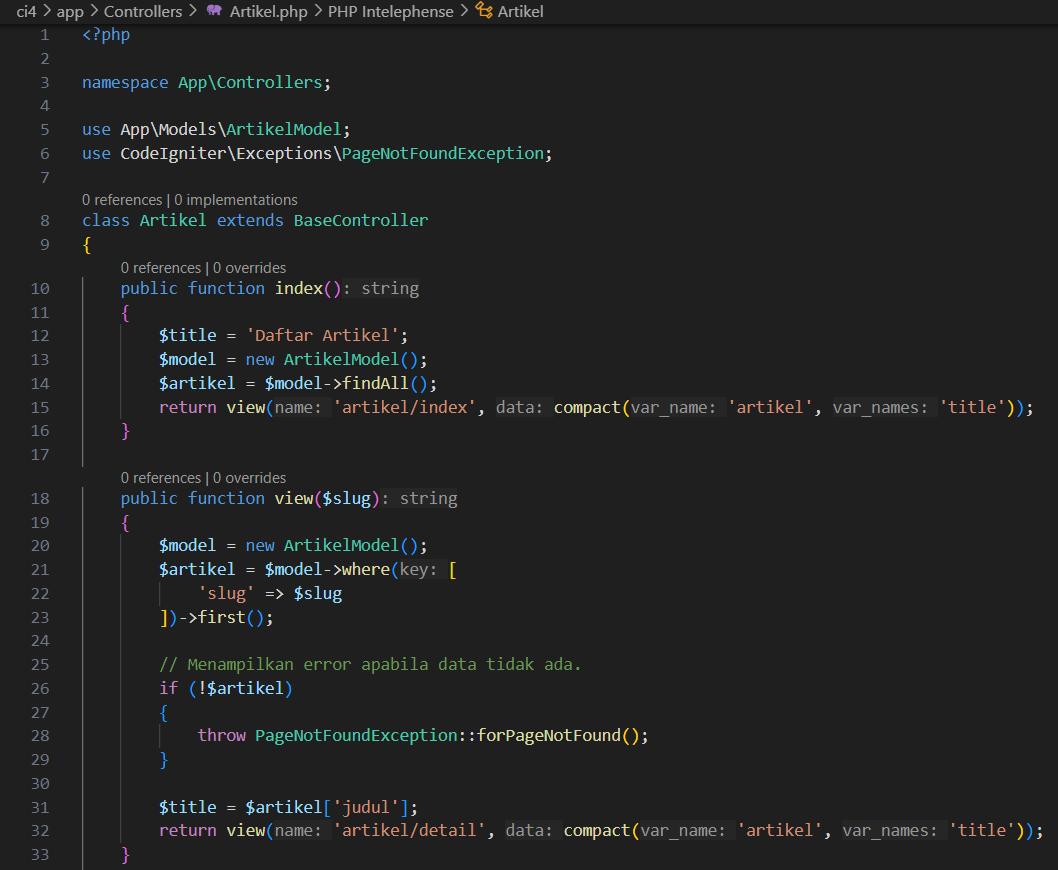 ci4 > app > Controllers > Artikel.php > PHP Intelephense > Artikel
1 <?php
2
3 namespace App\Controllers;
4
5 use App\Models\ArtikelModel;
6 use CodeIgniter\Exceptions\PageNotFoundException;
7
0 references | 0 implementations
8 class Artikel extends BaseController
9 {
0 references | 0 overrides
10     public function index(): string
11     {
12         $title = 'Daftar Artikel';
13         $model = new ArtikelModel();
14         $artikel = $model->findAll();
15         return view(name: 'artikel/index', data: compact(var_name: 'artikel', var_names: 'title'));
16     }
17
0 references | 0 overrides
18     public function view($slug): string
19     {
20         $model = new ArtikelModel();
21         $artikel = $model->where(key: [
22             'slug' => $slug
23         ])->first();
24
25         // Menampilkan error apabila data tidak ada.
26         if (!$artikel)
27         {
28             throw PageNotFoundException::forPageNotFound();
29         }
30
31         $title = $artikel['judul'];
32         return view(name: 'artikel/detail', data: compact(var_name: 'artikel', var_names: 'title'));
33     }